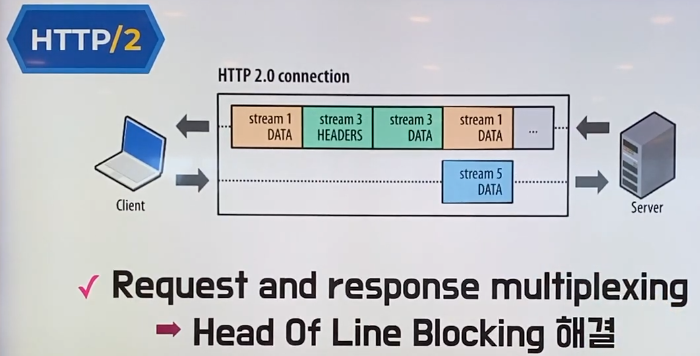 HTTP/2
HTTP 2.0 connection
stream 1
DATA
stream 3
HEADERS
stream 3
DATA
stream 1
DATA
...
stream 5
DATA
Client
Server
✓ Request and response multiplexing
➡ Head Of Line Blocking 해결